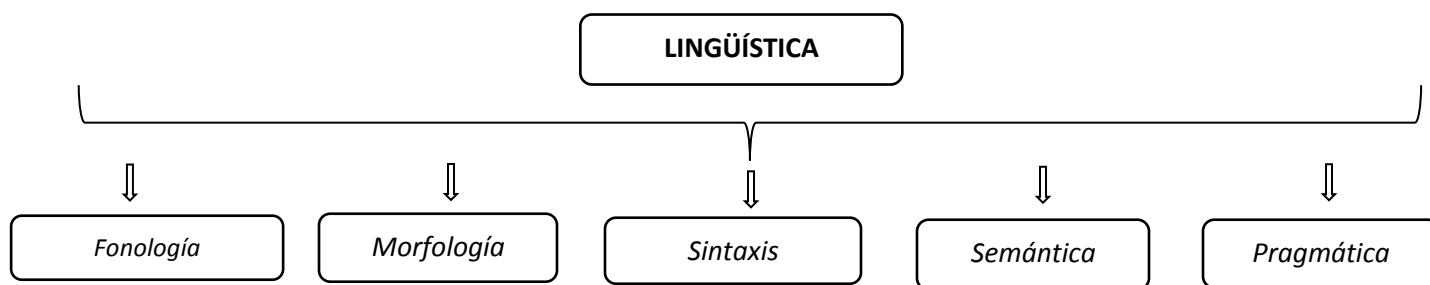 LINGÜÍSTICA
Fonología
Morfología
Sintaxis
Semántica
Pragmática